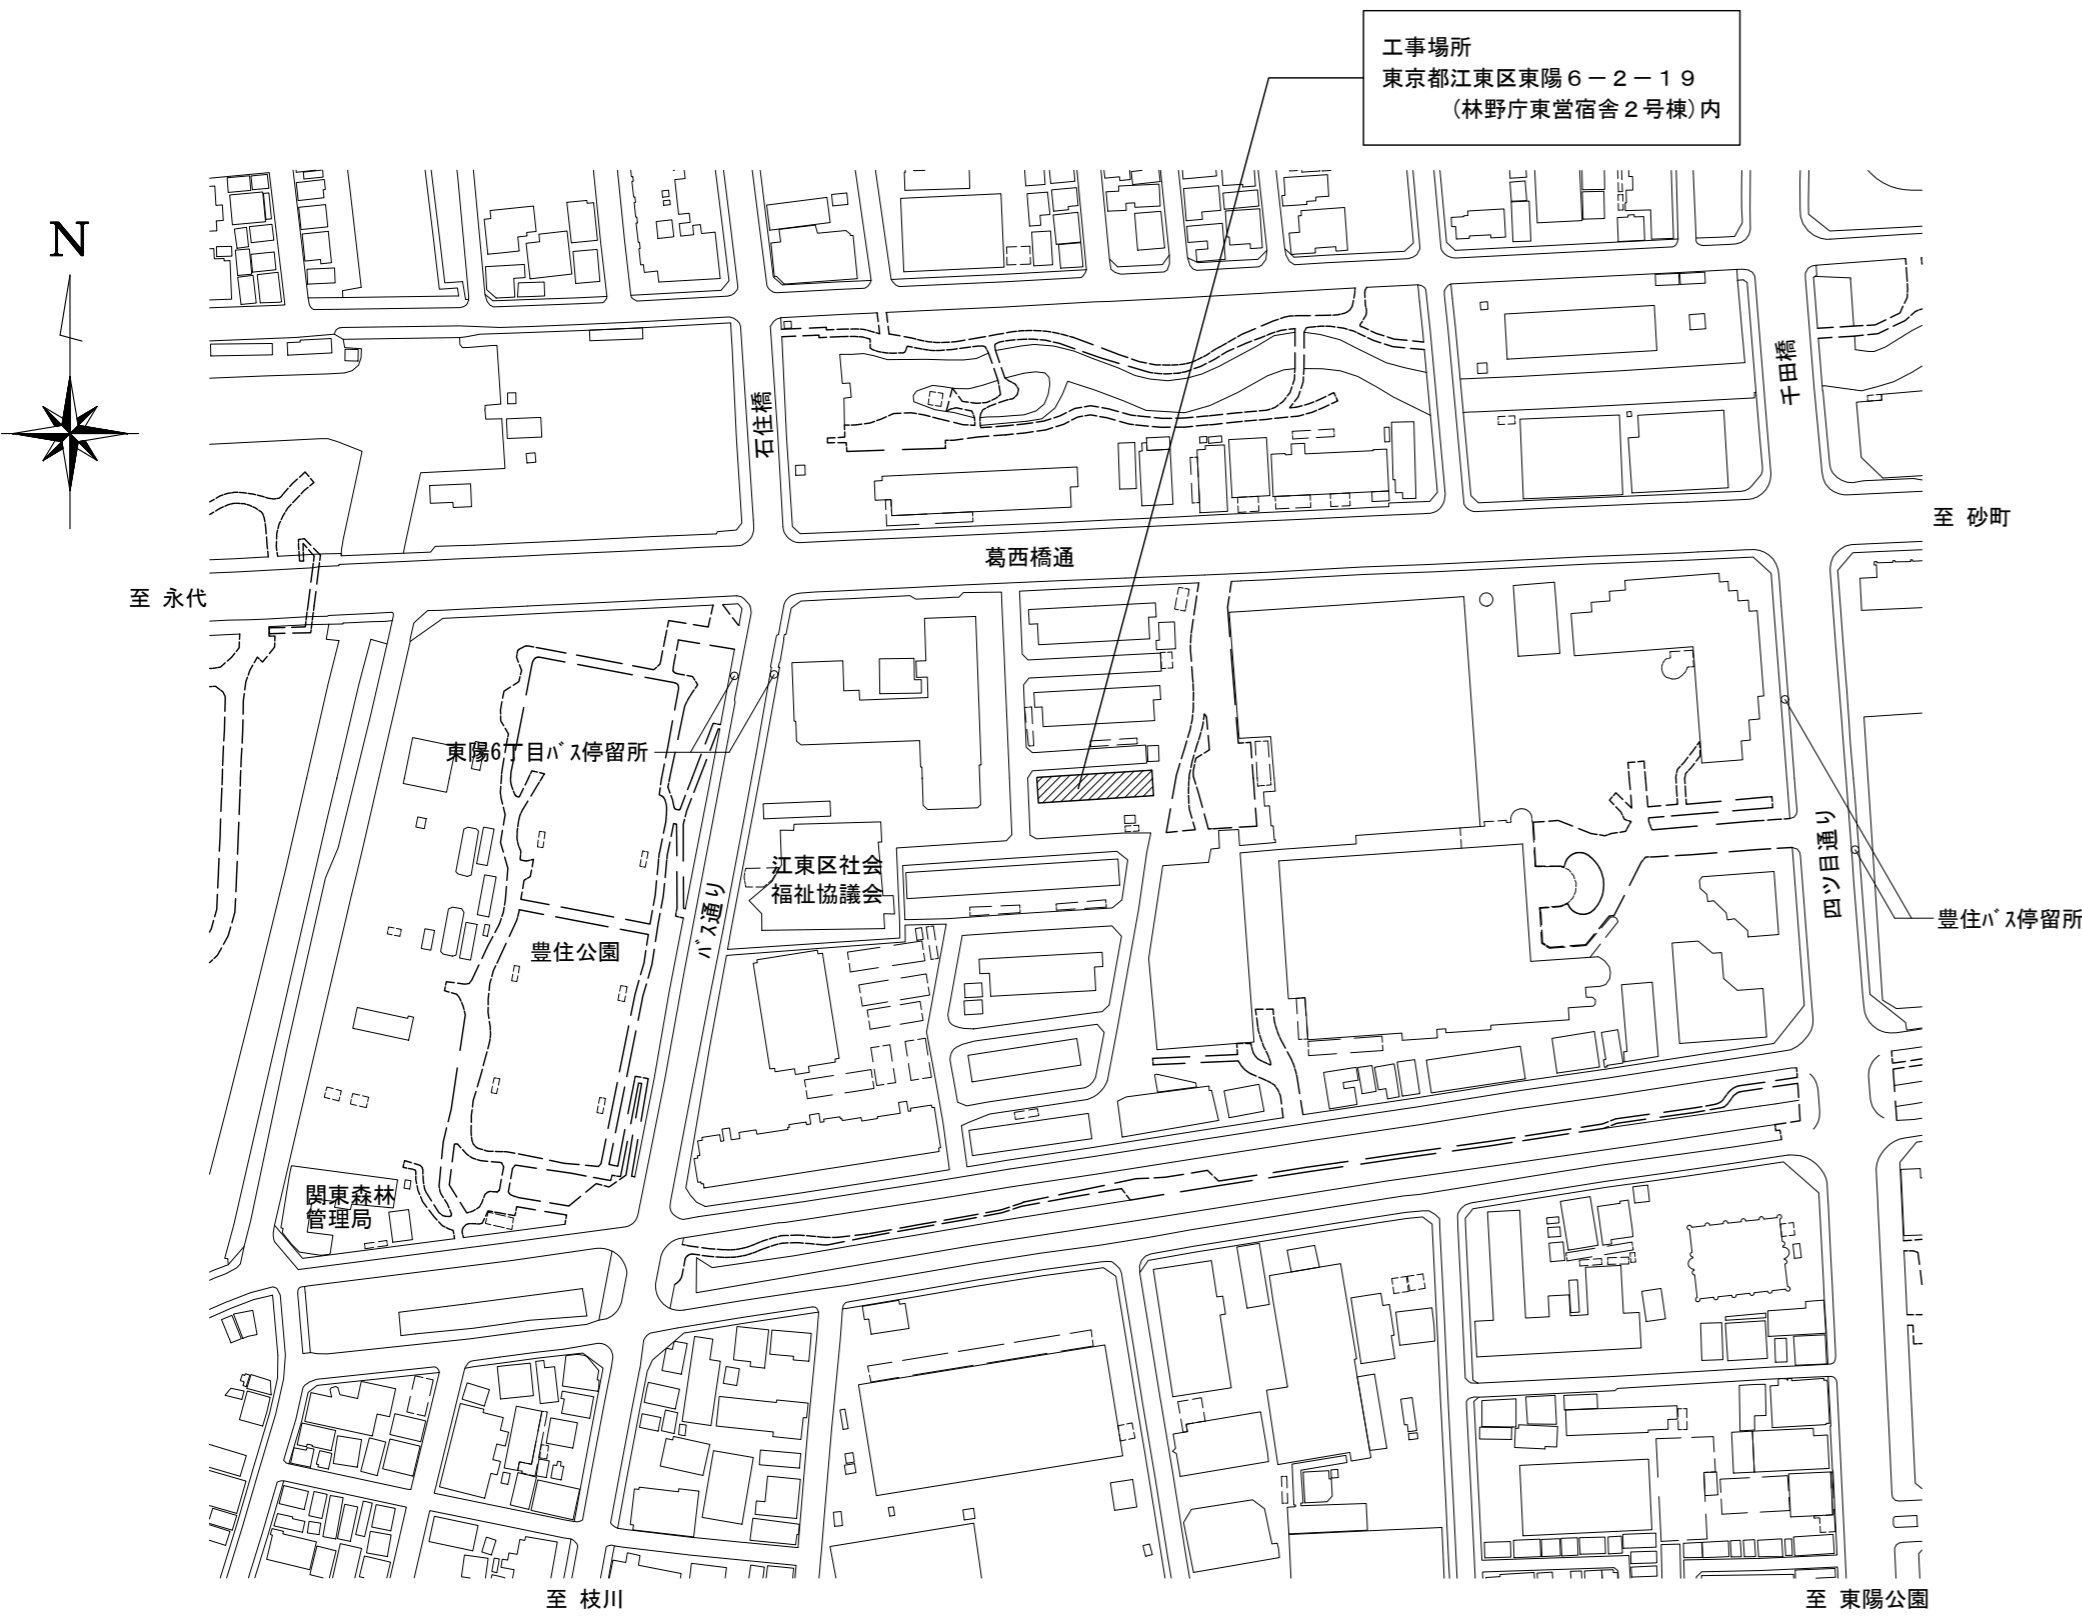 工事場所
東京都江東区東陽６－２－１９
(林野庁東営宿舎２号棟)内
N
石住橋
千田橋
至 砂町
葛西橋通
至 永代
東陽6丁目ﾊﾞｽ停留所
江東区社会
福祉協議会
四ツ目通り
バス通り
豊住ﾊﾞｽ停留所
豊住公園
関東森林
管理局
至 枝川
至 東陽公園